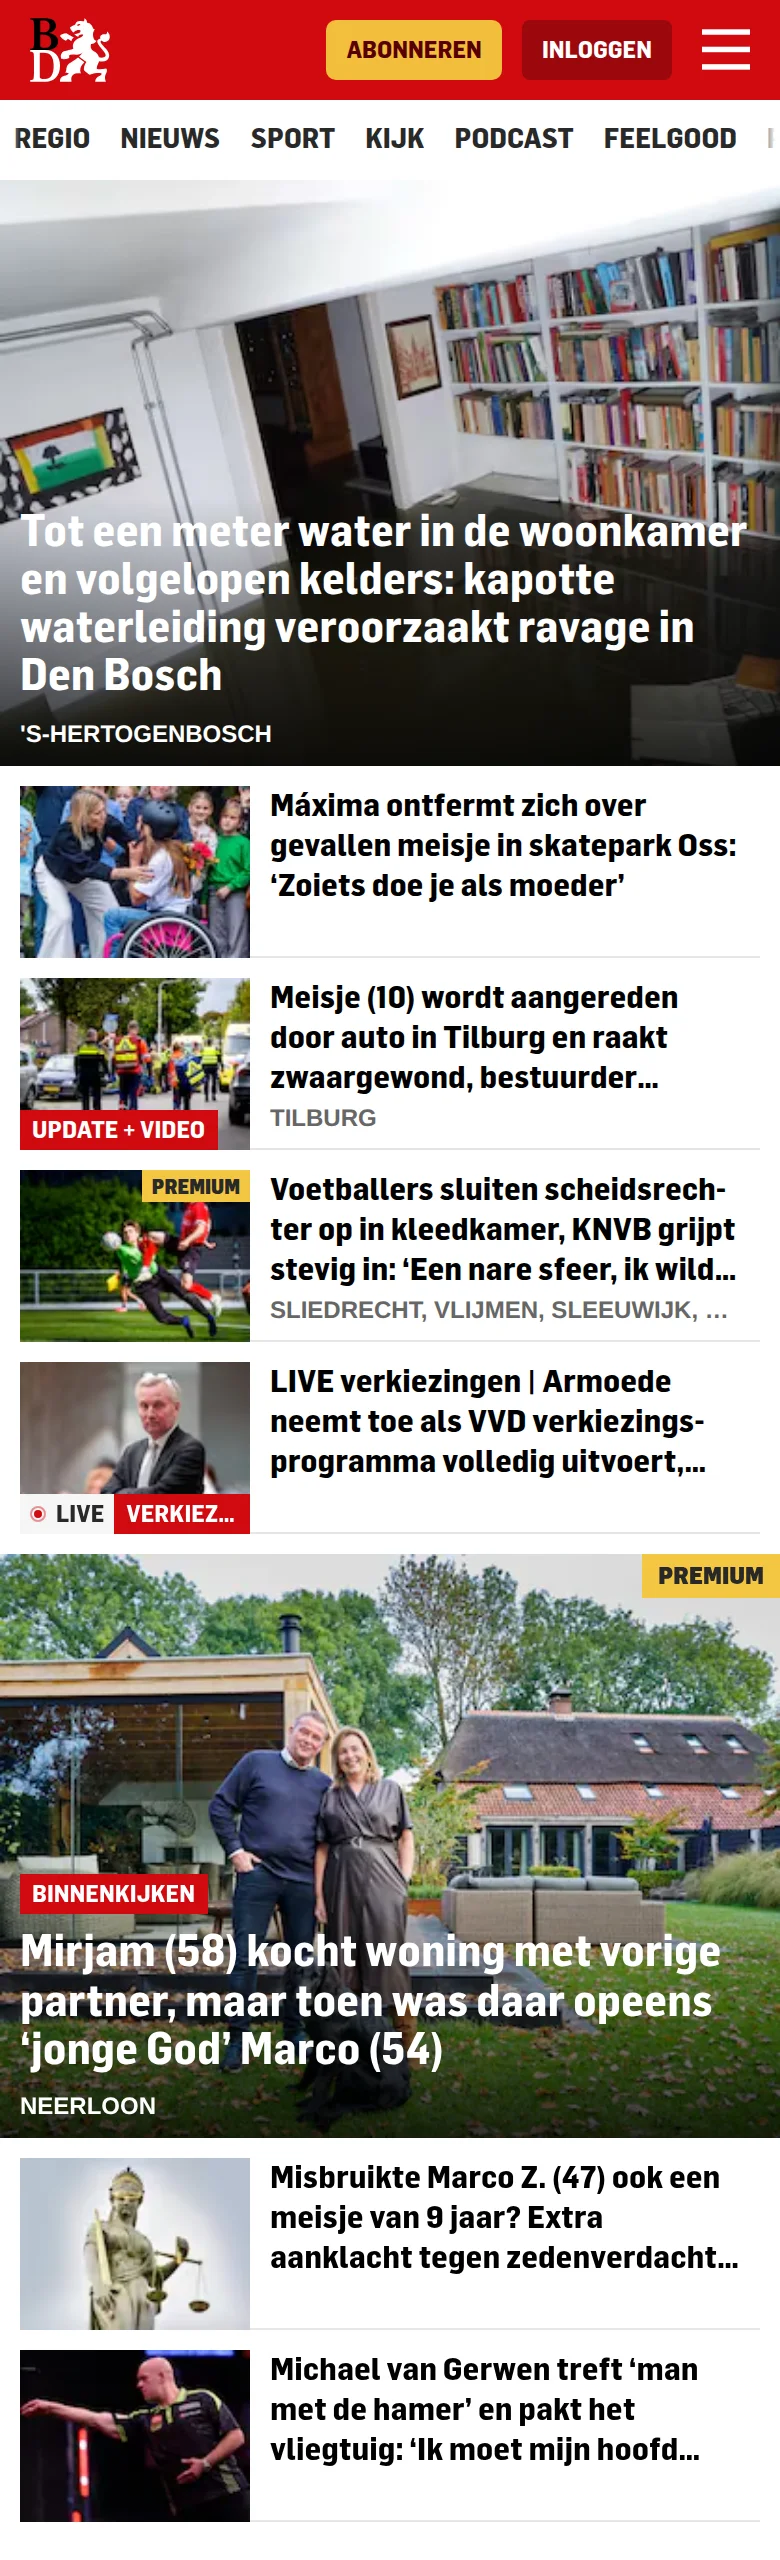 BD
ABONNEREN
INLOGGEN
REGIO NIEUWS SPORT KIJK PODCAST FEELGOOD
Tot een meter water in de woonkamer
en volgelopen kelders: kapotte
waterleiding veroorzaakt ravage in
Den Bosch
'S-HERTOGENBOSCH
Máxima ontfermt zich over
gevallen meisje in skatepark Oss:
‘Zoiets doe je als moeder’
Meisje (10) wordt aangereden
door auto in Tilburg en raakt
zwaargewond, bestuurder...
UPDATE + VIDEO
TILBURG
PREMIUM
Voetballers sluiten scheidsrech-
ter op in kleedkamer, KNVB grijpt
stevig in: ‘Een nare sfeer, ik wild...
SLIEDRECHT, VLIJMEN, SLEEUWIJK, ...
LIVE verkiezingen | Armoede
neemt toe als VVD verkiezings-
programma volledig uitvoert,...
LIVE VERKIEZ...
PREMIUM
BINNENKIJKEN
Mirjam (58) kocht woning met vorige
partner, maar toen was daar opeens
‘jonge God’ Marco (54)
NEERLOON
Misbruikte Marco Z. (47) ook een
meisje van 9 jaar? Extra
aanklacht tegen zedenverdacht...
Michael van Gerwen treft ‘man
met de hamer’ en pakt het
vliegtuig: ‘Ik moet mijn hoofd...